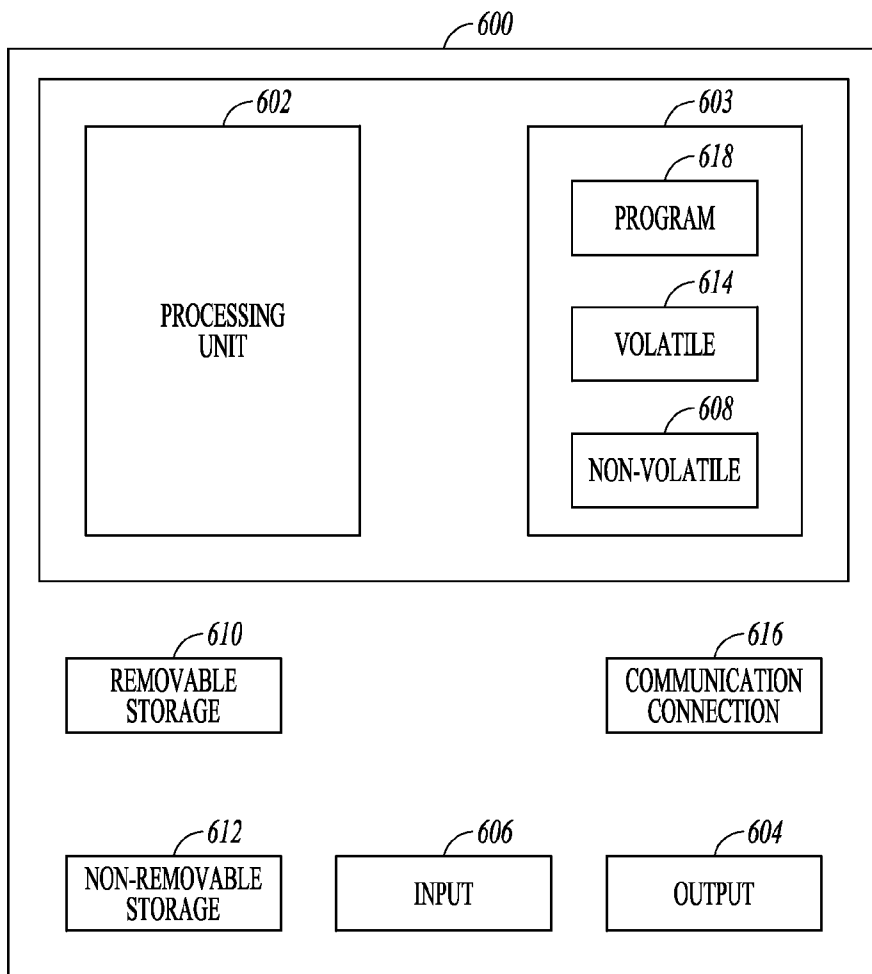 600
602
603
618
PROGRAM
614
VOLATILE
608
NON-VOLATILE
PROCESSING
UNIT
610
REMOVABLE
STORAGE
616
COMMUNICATION
CONNECTION
612
NON-REMOVABLE
STORAGE
606
INPUT
604
OUTPUT